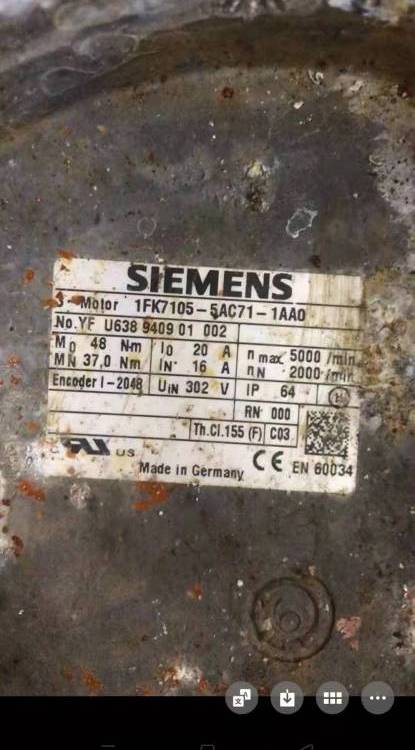 SIEMENS
3~ Motor 1FK7105-5AC71-1AA0
No.YF U638 9409 01 002
M0 48 Nm I0 20 A n max 5000 /min
MN 37,0 Nm IN 16 A nN 2000 /min
Encoder I-2048 UIN 302 V IP 64 H
RN 000
Th.Cl.155 (F) C03
US
Made in Germany CE EN 60034